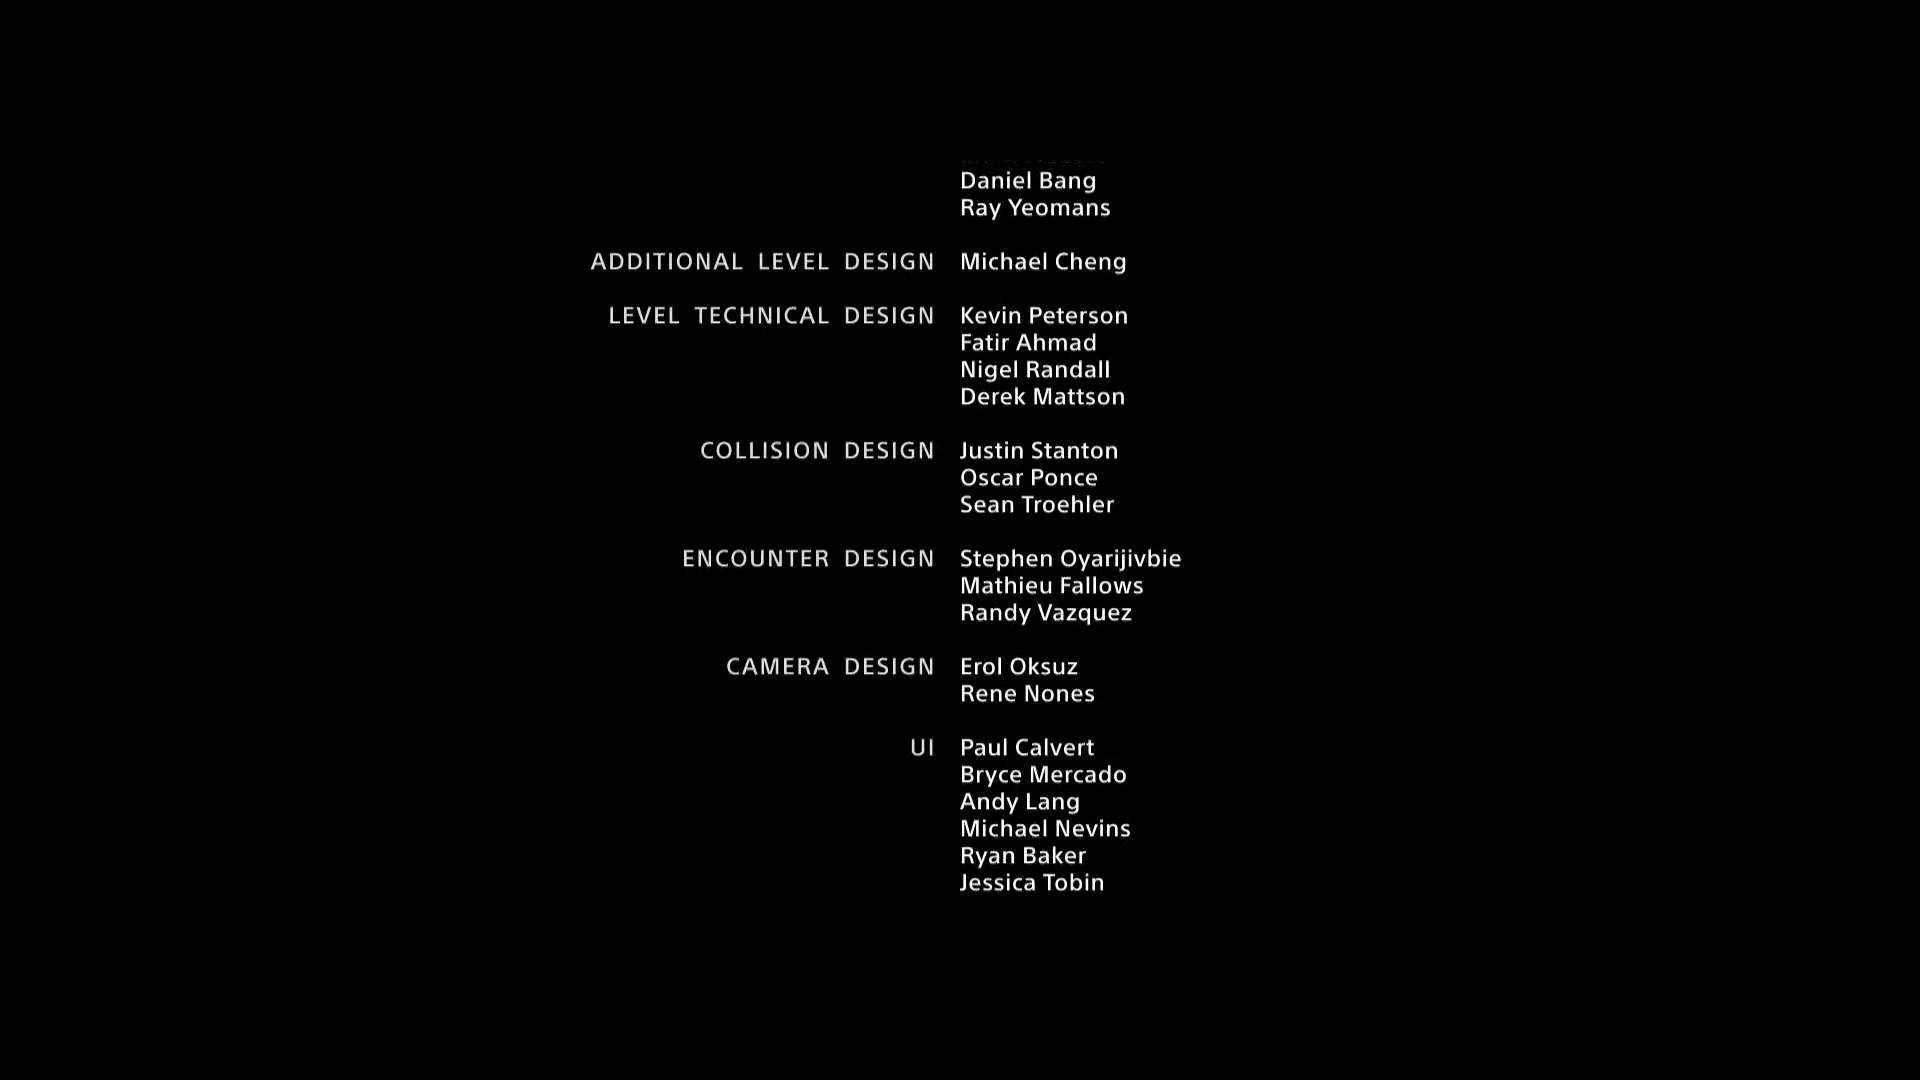 Daniel Bang
Ray Yeomans
ADDITIONAL LEVEL DESIGN Michael Cheng
LEVEL TECHNICAL DESIGN Kevin Peterson
Fatir Ahmad
Nigel Randall
Derek Mattson
COLLISION DESIGN Justin Stanton
Oscar Ponce
Sean Troehler
ENCOUNTER DESIGN Stephen Oyarijivbie
Mathieu Fallows
Randy Vazquez
CAMERA DESIGN Erol Oksuz
Rene Nones
UI Paul Calvert
Bryce Mercado
Andy Lang
Michael Nevins
Ryan Baker
Jessica Tobin